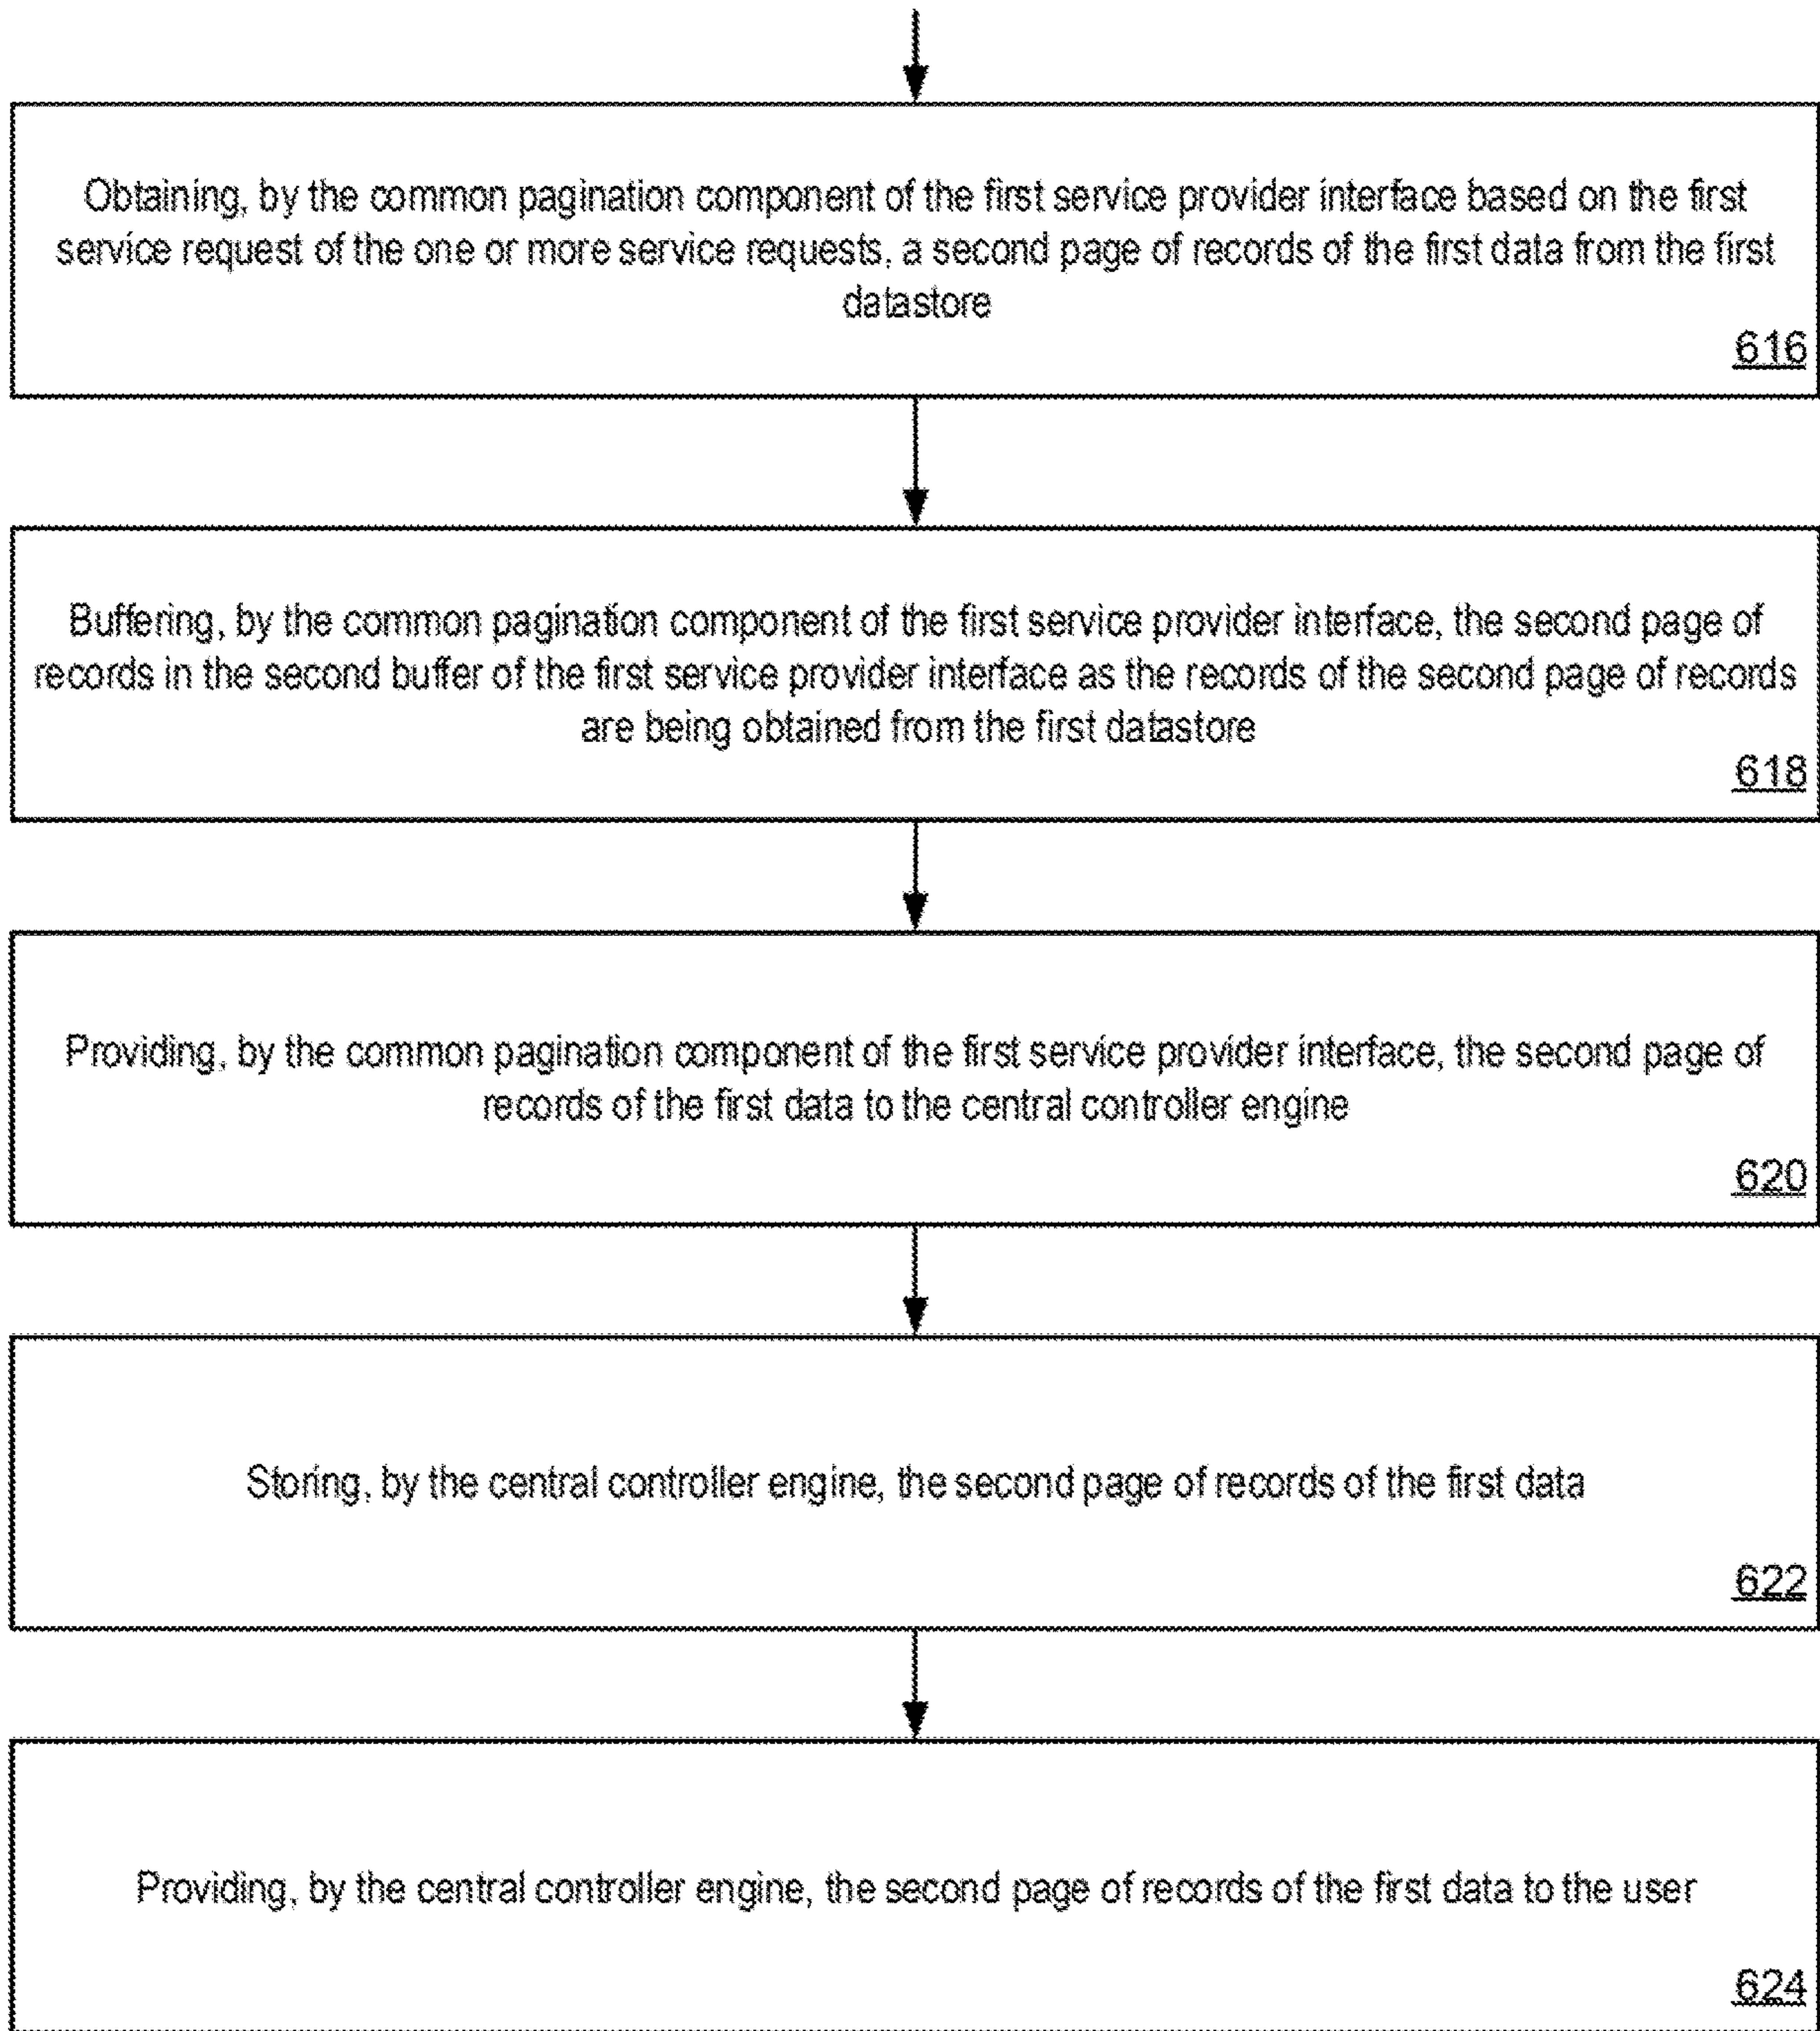 Obtaining, by the common pagination component of the first service provider interface based on the first
service request of the one or more service requests, a second page of records of the first data from the first
datastore
616
Buffering, by the common pagination component of the first service provider interface, the second page of
records in the second buffer of the first service provider interface as the records of the second page of records
are being obtained from the first datastore
618
Providing, by the common pagination component of the first service provider interface, the second page of
records of the first data to the central controller engine
620
Storing, by the central controller engine, the second page of records of the first data
622
Providing, by the central controller engine, the second page of records of the first data to the user
624